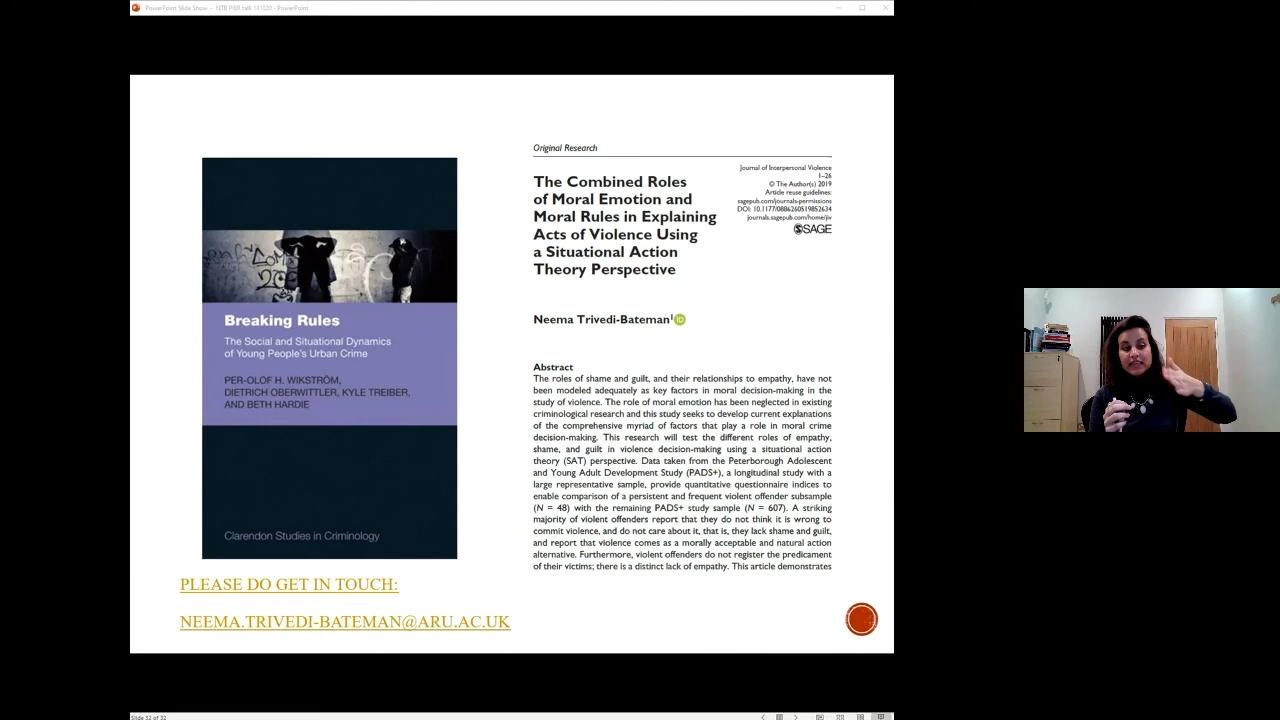 PowerPoint Slide Show - NTB PIER talk 141020 - PowerPoint
Breaking Rules
The Social and Situational Dynamics
of Young People's Urban Crime
PER-OLOF H. WIKSTRÖM,
DIETRICH OBERWITTLER, KYLE TREIBER,
AND BETH HARDIE
Clarendon Studies in Criminology
PLEASE DO GET IN TOUCH:
NEEMA.TRIVEDI-BATEMAN@ARU.AC.UK
Original Research
The Combined Roles
of Moral Emotion and
Moral Rules in Explaining
Acts of Violence Using
a Situational Action
Theory Perspective
Journal of Interpersonal Violence
1–26
© The Author(s) 2019
Article reuse guidelines:
sagepub.com/journals-permissions
DOI: 10.1177/0886260519852634
journals.sagepub.com/home/jiv
SAGE
Neema Trivedi-Bateman1 iD
Abstract
The roles of shame and guilt, and their relationships to empathy, have not
been modeled adequately as key factors in moral decision-making in the
study of violence. The role of moral emotion has been neglected in existing
criminological research and this study seeks to develop current explanations
of the comprehensive myriad of factors that play a role in moral crime
decision-making. This research will test the different roles of empathy,
shame, and guilt in violence decision-making using a situational action
theory (SAT) perspective. Data taken from the Peterborough Adolescent
and Young Adult Development Study (PADS+), a longitudinal study with a
large representative sample, provide quantitative questionnaire indices to
enable comparison of a persistent and frequent violent offender subsample
(N = 48) with the remaining PADS+ study sample (N = 607). A striking
majority of violent offenders report that they do not think it is wrong to
commit violence, and do not care about it, that is, they lack shame and guilt,
and report that violence comes as a morally acceptable and natural action
alternative. Furthermore, violent offenders do not register the predicament
of their victims; there is a distinct lack of empathy. This article demonstrates
Slide 32 of 32